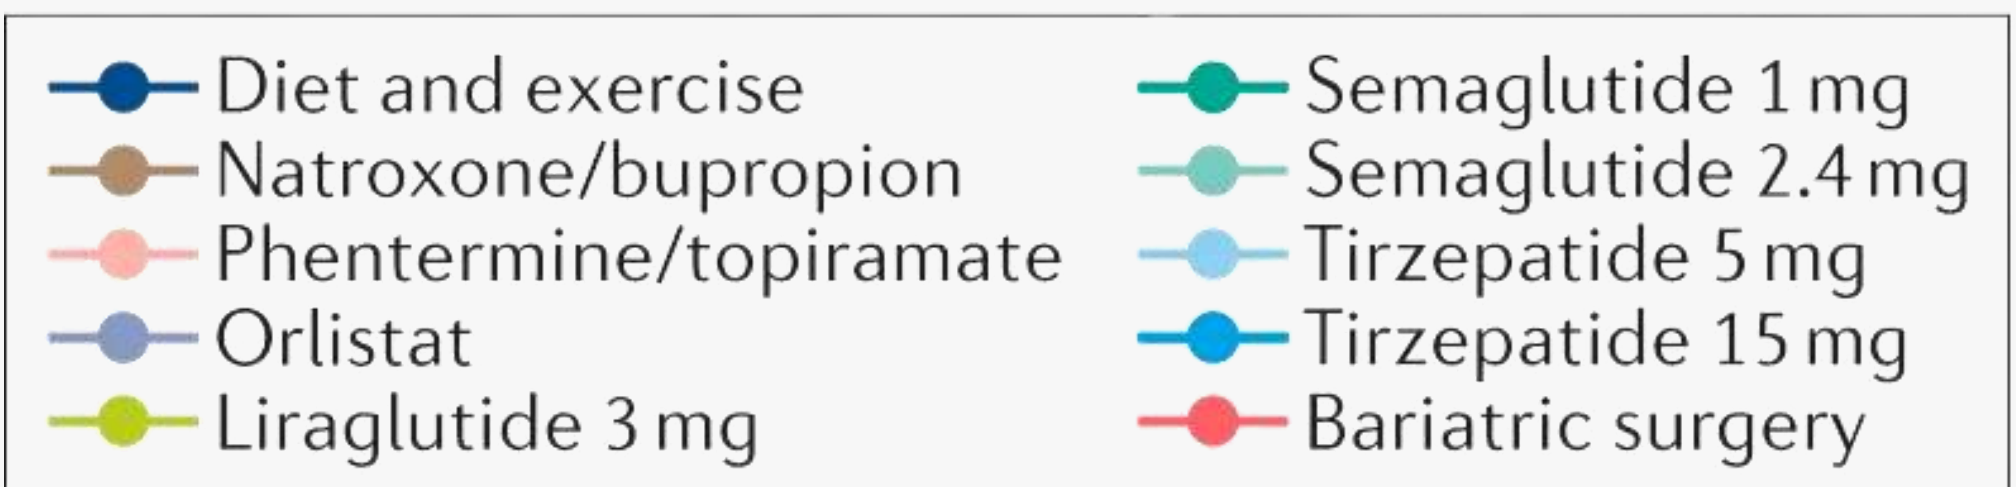 Diet and exercise
Natroxone/bupropion
Phentermine/topiramate
Orlistat
Liraglutide 3 mg
Semaglutide 1 mg
Semaglutide 2.4 mg
Tirzepatide 5 mg
Tirzepatide 15 mg
Bariatric surgery